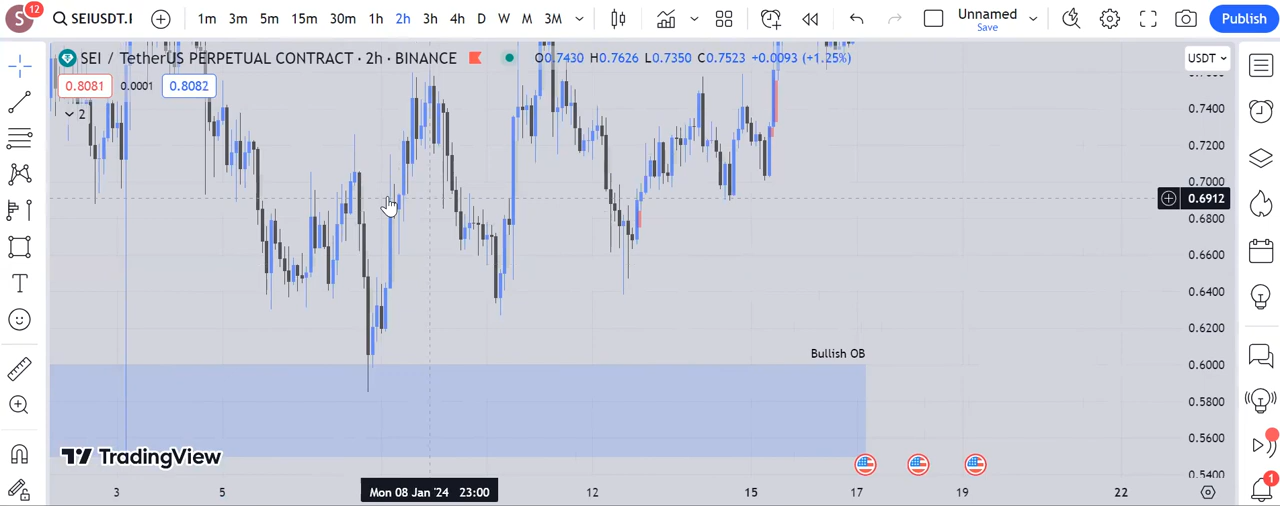 S
12
SEIUSDT.I
1m 3m 5m 15m 30m 1h 2h 3h 4h D W M 3M
Unnamed
Save
Publish
SEI / TetherUS PERPETUAL CONTRACT · 2h · BINANCE O0.7430 H0.7626 L0.7350 C0.7523 +0.0093 (+1.25%)
USDT
0.8081 0.0001 0.8082
2
0.7400
0.7200
0.7000
0.6912
0.6800
0.6600
0.6400
0.6200
Bullish OB
0.6000
0.5800
0.5600
TradingView
0.5400
3 5 Mon 08 Jan '24 23:00 12 15 17 19 22
1